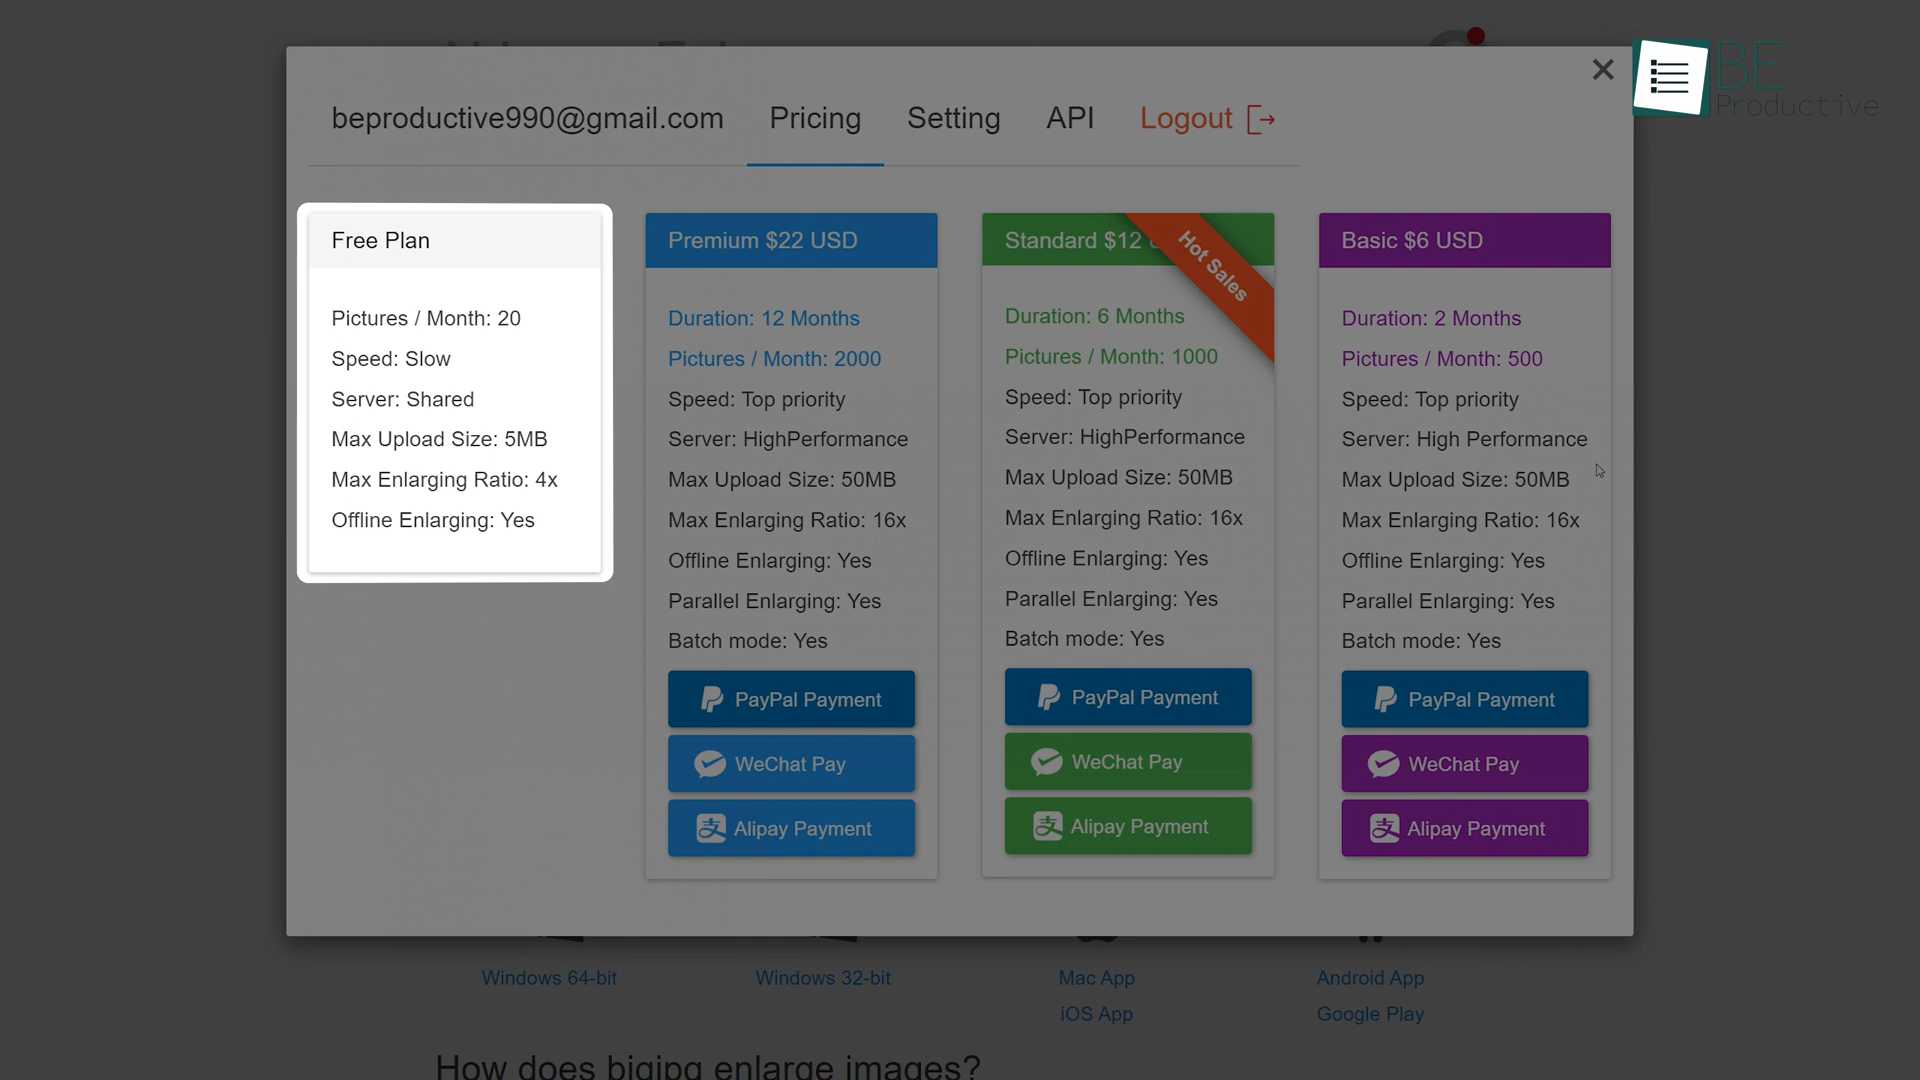 BE
Productive
beproductive990@gmail.com Pricing Setting API Logout
Free Plan
Pictures / Month: 20
Speed: Slow
Server: Shared
Max Upload Size: 5MB
Max Enlarging Ratio: 4x
Offline Enlarging: Yes
Premium $22 USD
Duration: 12 Months
Pictures / Month: 2000
Speed: Top priority
Server: HighPerformance
Max Upload Size: 50MB
Max Enlarging Ratio: 16x
Offline Enlarging: Yes
Parallel Enlarging: Yes
Batch mode: Yes
PayPal Payment
WeChat Pay
支 Alipay Payment
Standard $12
Hot Sales
Duration: 6 Months
Pictures / Month: 1000
Speed: Top priority
Server: HighPerformance
Max Upload Size: 50MB
Max Enlarging Ratio: 16x
Offline Enlarging: Yes
Parallel Enlarging: Yes
Batch mode: Yes
PayPal Payment
WeChat Pay
支 Alipay Payment
Basic $6 USD
Duration: 2 Months
Pictures / Month: 500
Speed: Top priority
Server: High Performance
Max Upload Size: 50MB
Max Enlarging Ratio: 16x
Offline Enlarging: Yes
Parallel Enlarging: Yes
Batch mode: Yes
PayPal Payment
WeChat Pay
支 Alipay Payment
Windows 64-bit Windows 32-bit Mac App Android App
iOS App Google Play
How does bigjpg enlarge images?